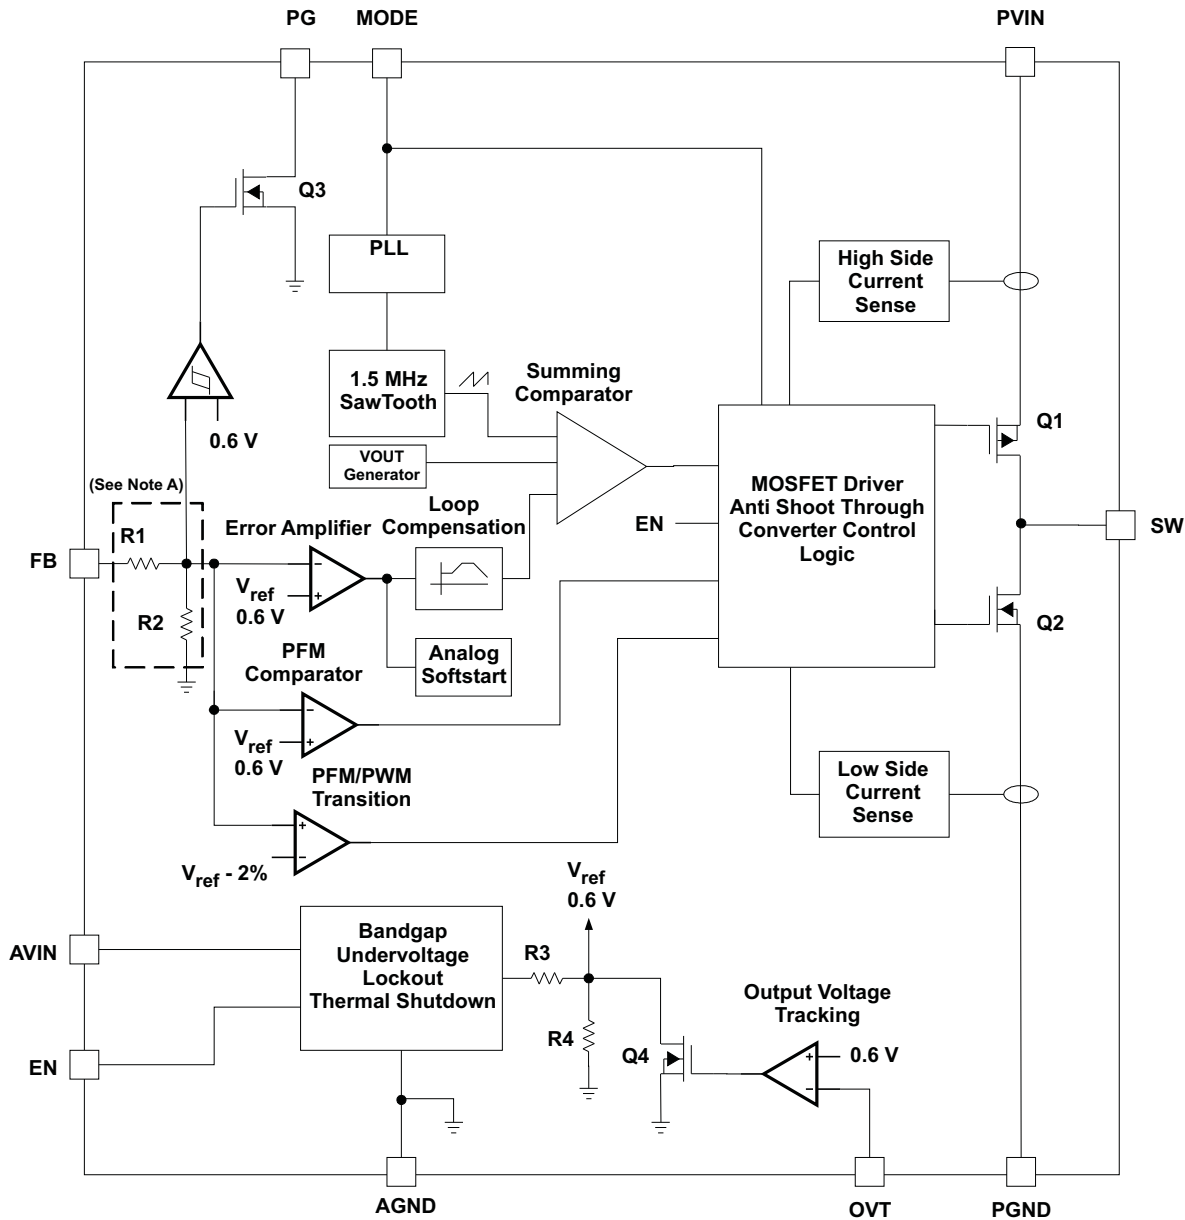 PG
MODE
PVIN
Q3
PLL
High Side
Current
Sense
1.5 MHz
SawTooth
Summing
Comparator
0.6 V
VOUT
Generator
Q1
(See Note A)
MOSFET Driver
Anti Shoot Through
Converter Control
Logic
Loop
Compensation
Error Amplifier
EN
SW
R1
FB
Vref
0.6 V
−
+
R2
Q2
PFM
Comparator
Analog
Softstart
−
+
Vref
0.6 V
PFM/PWM
Transition
Low Side
Current
Sense
+
−
Vref - 2%
Vref
0.6 V
Bandgap
Undervoltage
Lockout
Thermal Shutdown
AVIN
R3
Output Voltage
Tracking
R4
Q4
+
−
0.6 V
EN
AGND
OVT
PGND